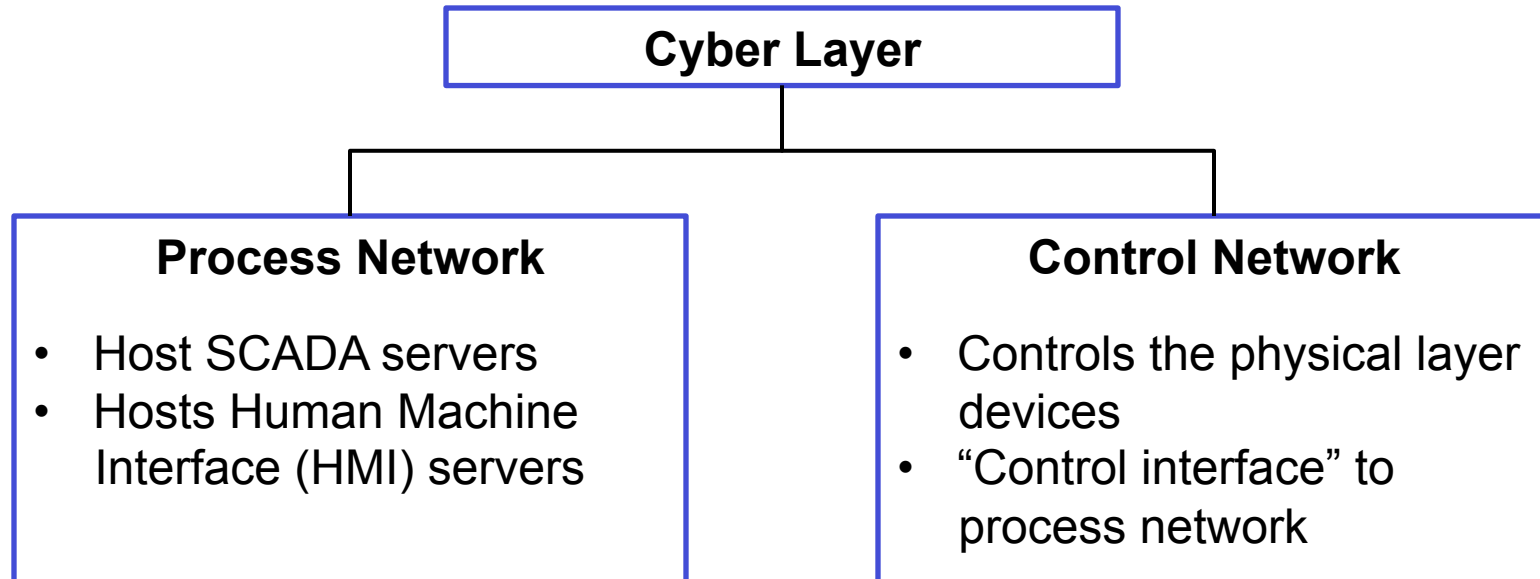 Cyber Layer
Process Network
• Host SCADA servers
• Hosts Human Machine
Interface (HMI) servers
Control Network
• Controls the physical layer
devices
• “Control interface” to
process network